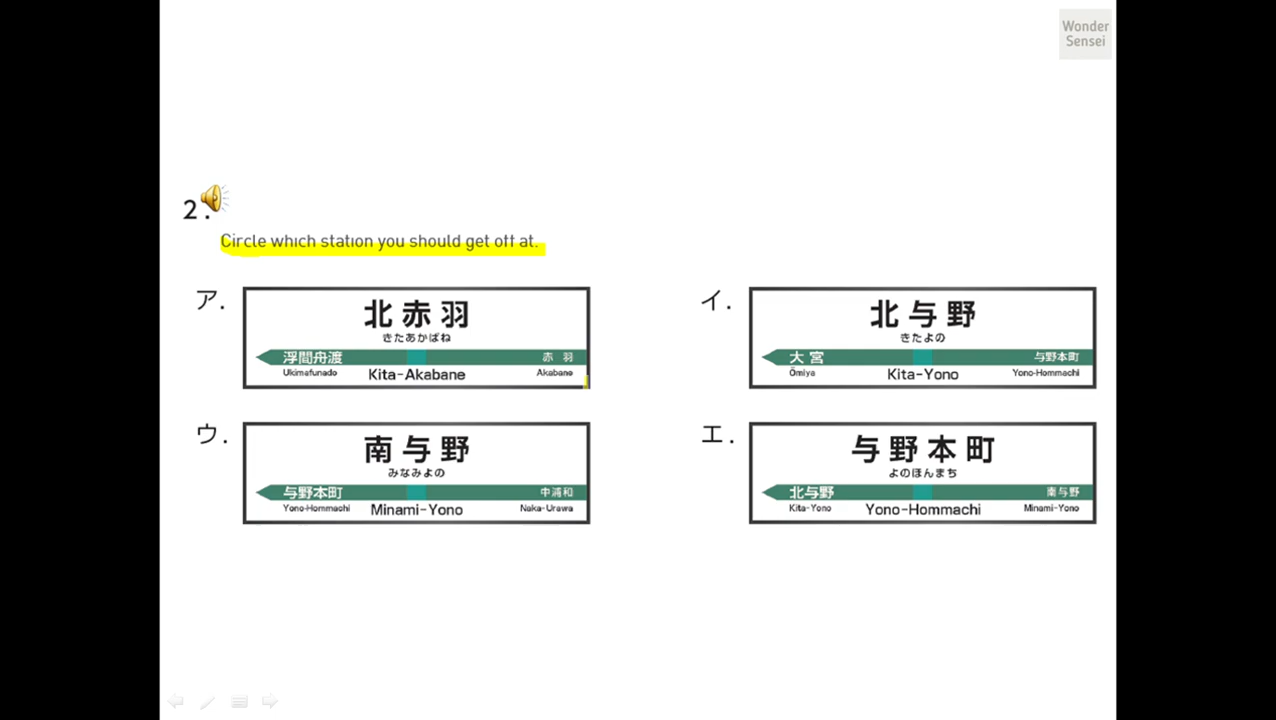 Wonder
Sensei
2.
Circle which station you should get off at.
ア.
北赤羽
きたあかばね
浮間舟渡 赤羽
Ukimafunado Kita-Akabane Akabane
イ.
北与野
きたよの
大宮 与野本町
Ōmiya Kita-Yono Yono-Hommachi
ウ.
南与野
みなみよの
与野本町 中浦和
Yono-Hommachi Minami-Yono Naka-Urawa
エ.
与野本町
よのほんまち
北与野 南与野
Kita-Yono Yono-Hommachi Minami-Yono